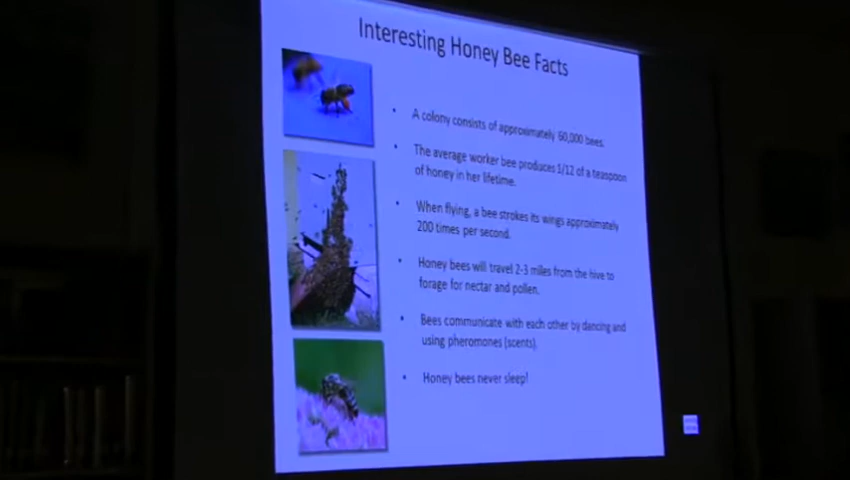 Interesting Honey Bee Facts
• A colony consists of approximately 60,000 bees.
• The average worker bee produces 1/12 of a teaspoon
of honey in her lifetime.
• When flying, a bee strokes its wings approximately
200 times per second.
• Honey bees will travel 2-3 miles from the hive to
forage for nectar and pollen.
• Bees communicate with each other by dancing and
using pheromones (scents).
• Honey bees never sleep!